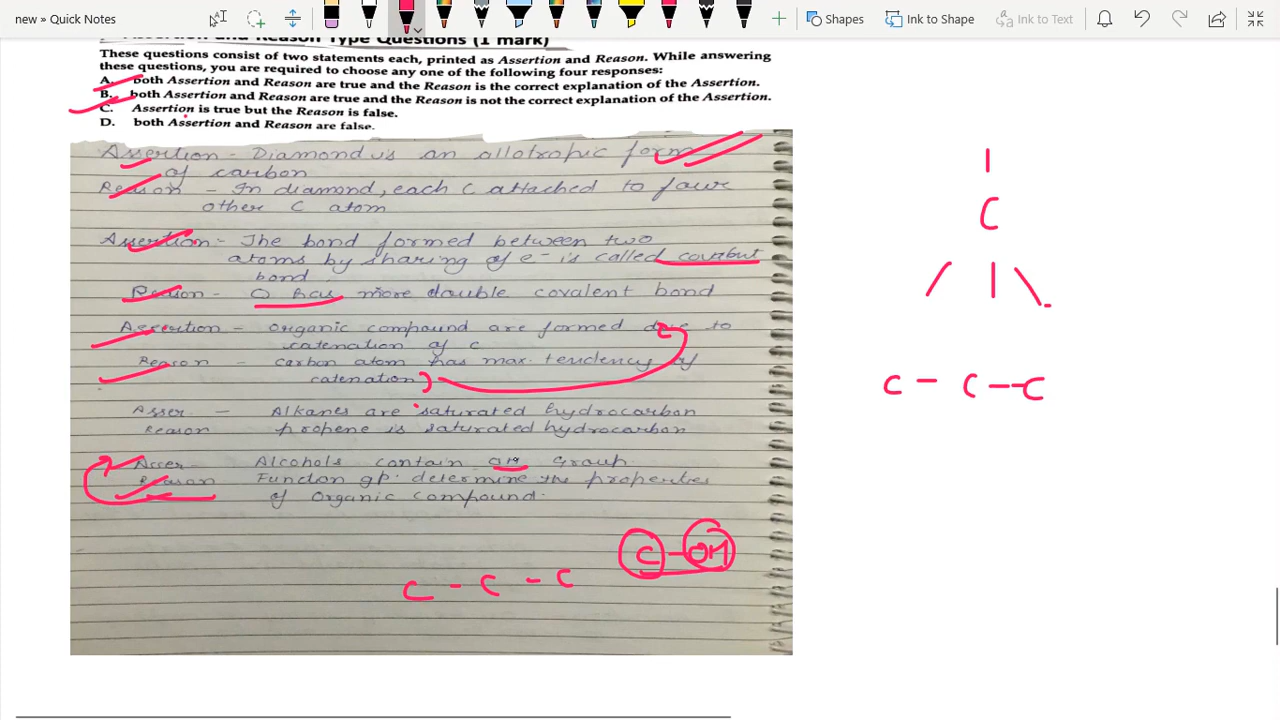 new » Quick Notes
Shapes
Ink to Shape
Ink to Text
Assertion and Reason Type Questions (1 mark)
These questions consist of two statements each, printed as Assertion and Reason. While answering
these questions, you are required to choose any one of the following four responses:
A. both Assertion and Reason are true and the Reason is the correct explanation of the Assertion.
B. both Assertion and Reason are true and the Reason is not the correct explanation of the Assertion.
C. Assertion is true but the Reason is false.
D. both Assertion and Reason are false.
Assertion - Diamond is an allotropic form
of carbon
Reason - In diamond, each C attached to four
other C atom
Assertion - The bond formed between two
atoms by sharing of e- is called
bond
Reason - O has more double covalent bond
Assertion - Organic compound are formed due to
catenation of C
Reason - carbon atom has max. tendency of
catenation
Asser - Alkanes are saturated hydrocarbon
Reason propene is saturated hydrocarbon
Asser - Alcohols contain group.
Reason Function gp. determine the properties
of Organic compound.
C - OH
C - C - C
C
C - C - C